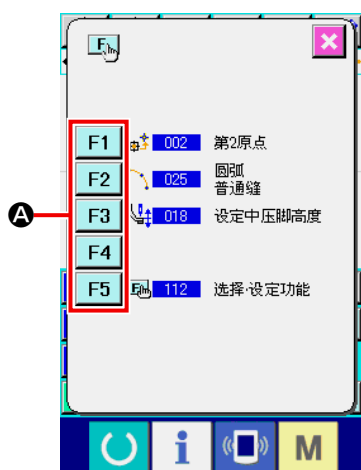 F
F1 002 第2原点
F2 025 圆弧
普通缝
A F3 018 设定中压脚高度
F4
F5 112 选择·设定功能
i M